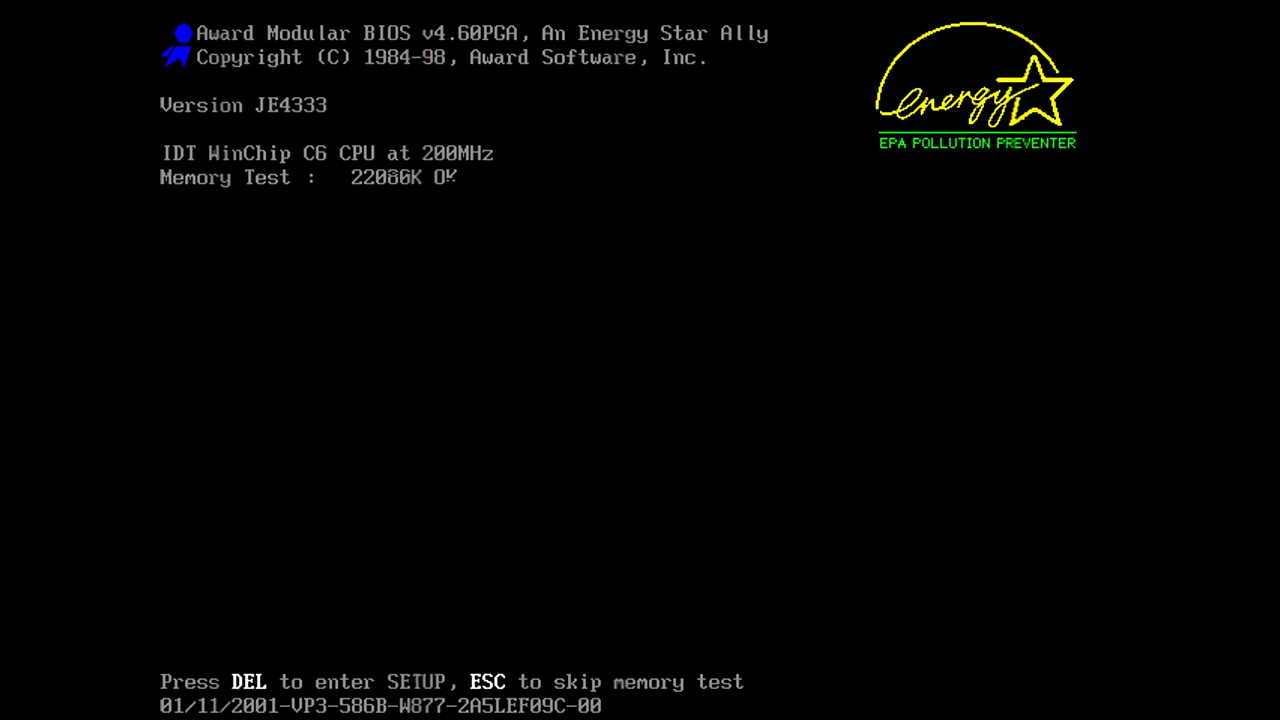 Award Modular BIOS v4.60PGA, An Energy Star Ally
Copyright (C) 1984-98, Award Software, Inc.
energy
EPA POLLUTION PREVENTER
Version JE4333
IDT WinChip C6 CPU at 200MHz
Memory Test : 22080K OK
Press DEL to enter SETUP, ESC to skip memory test
01/11/2001-VP3-586B-W877-2A5LEF09C-00